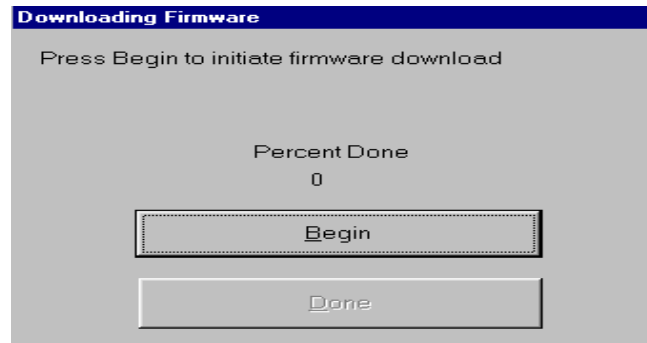 Downloading Firmware
Press Begin to initiate firmware download
Percent Done
0
Begin
Done